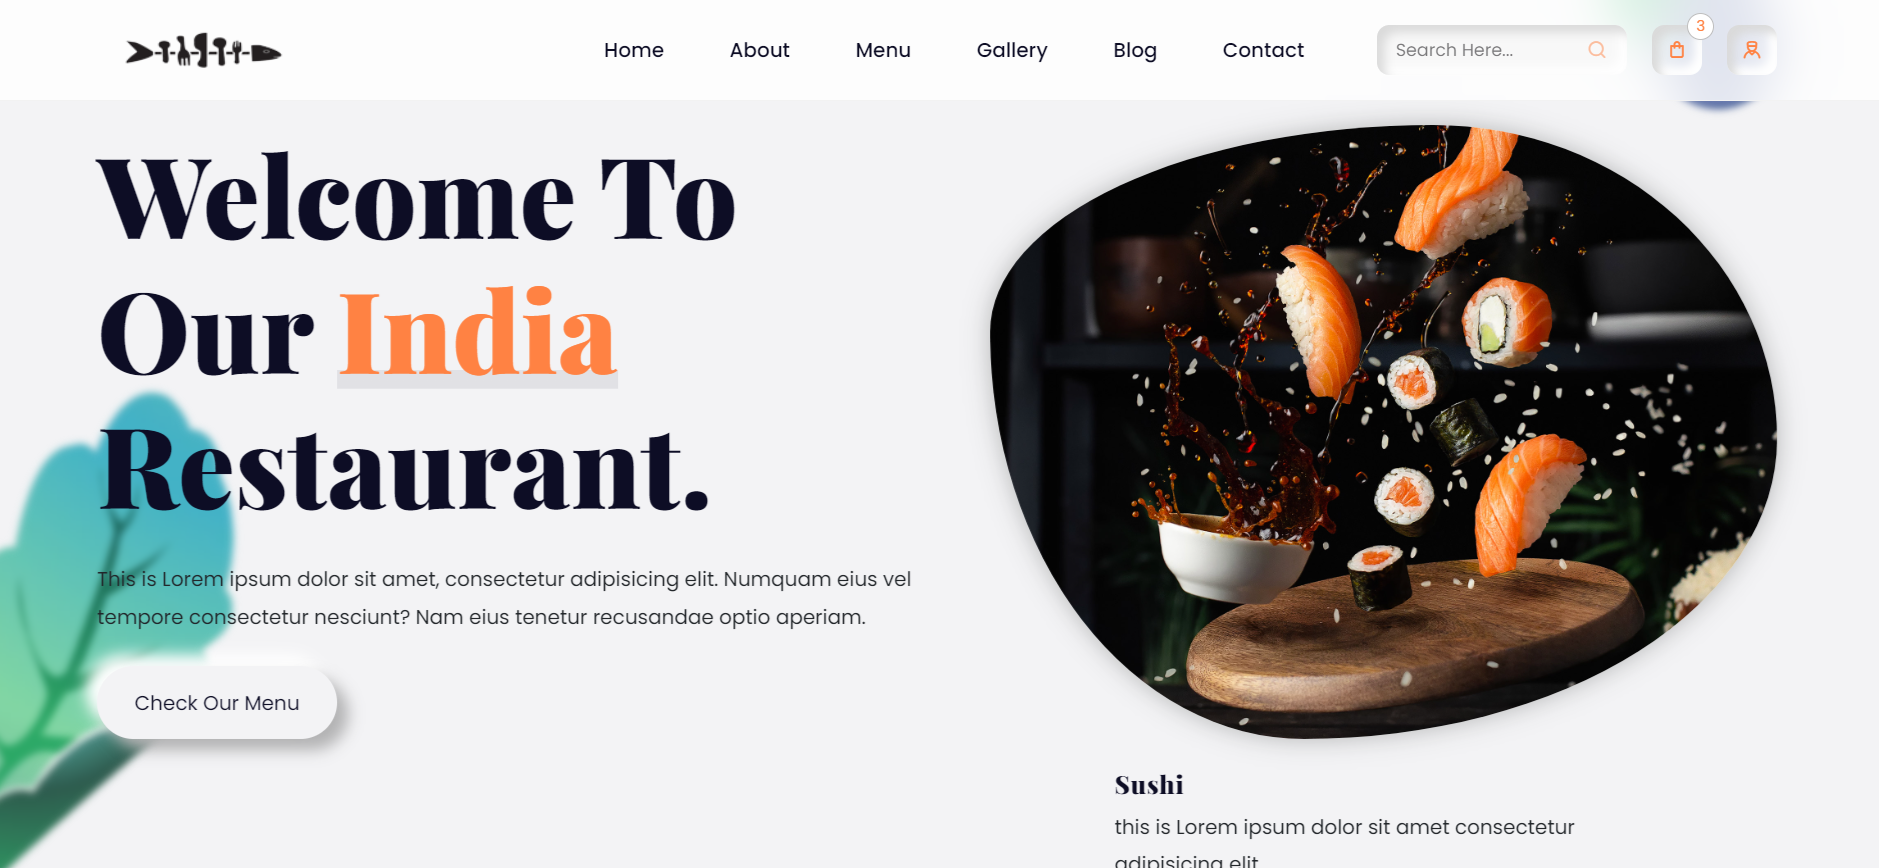 Home About Menu Gallery Blog Contact Search Here... 3
Welcome To
Our India
Restaurant.
This is Lorem ipsum dolor sit amet, consectetur adipisicing elit. Numquam eius vel
tempore consectetur nesciunt? Nam eius tenetur recusandae optio aperiam.
Check Our Menu
Sushi
this is Lorem ipsum dolor sit amet consectetur
adipisicing elit